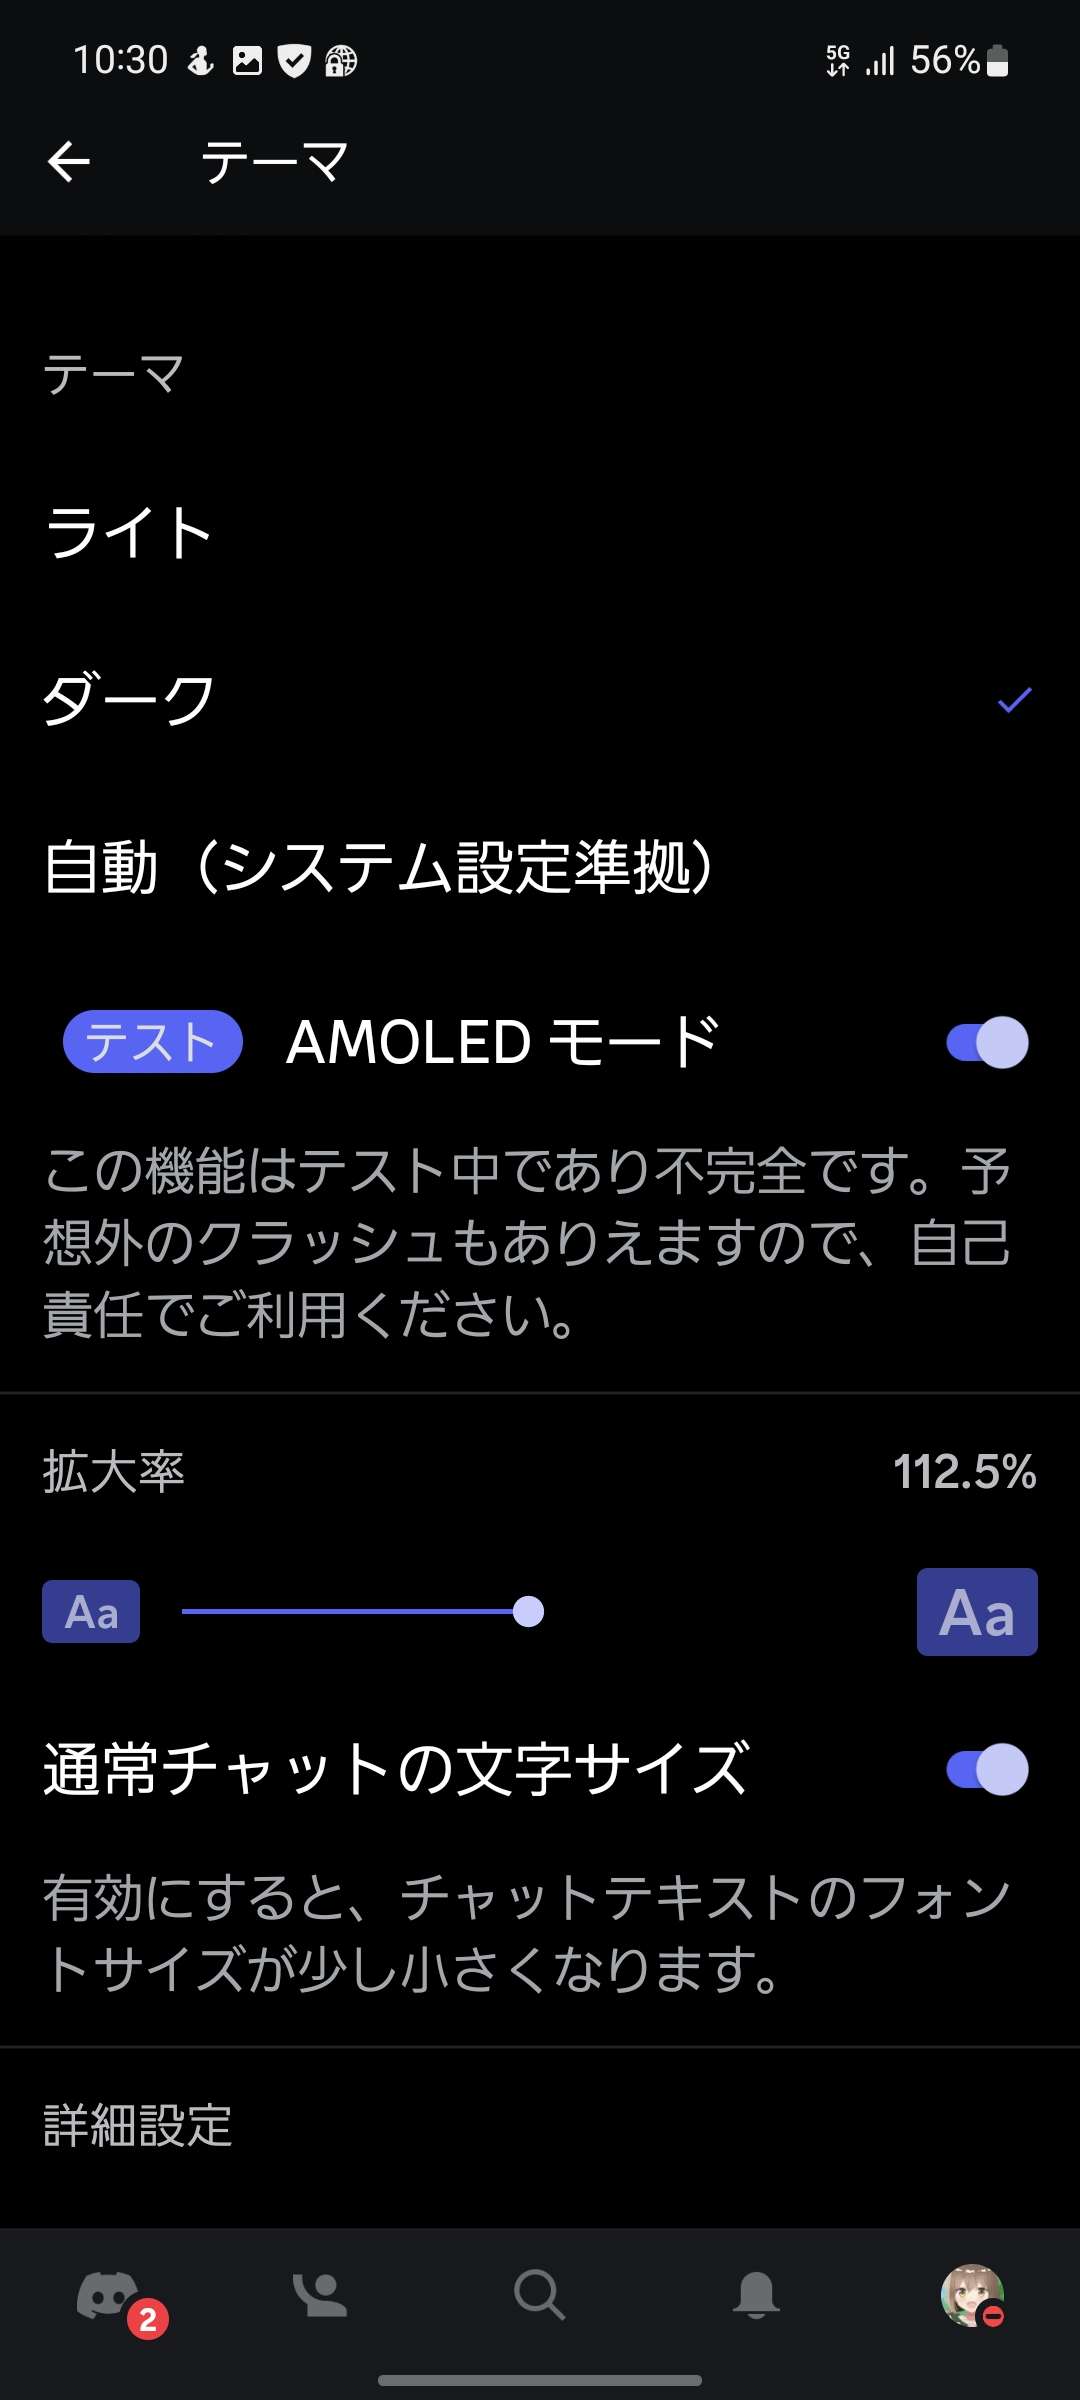 10:30
5G
56%
テーマ
テーマ
ライト
ダーク
自動（システム設定準拠）
テスト AMOLED モード
この機能はテスト中であり不完全です。予
想外のクラッシュもありえますので、自己
責任でご利用ください。
拡大率 112.5%
Aa Aa
通常チャットの文字サイズ
有効にすると、チャットテキストのフォン
トサイズが少し小さくなります。
詳細設定
2